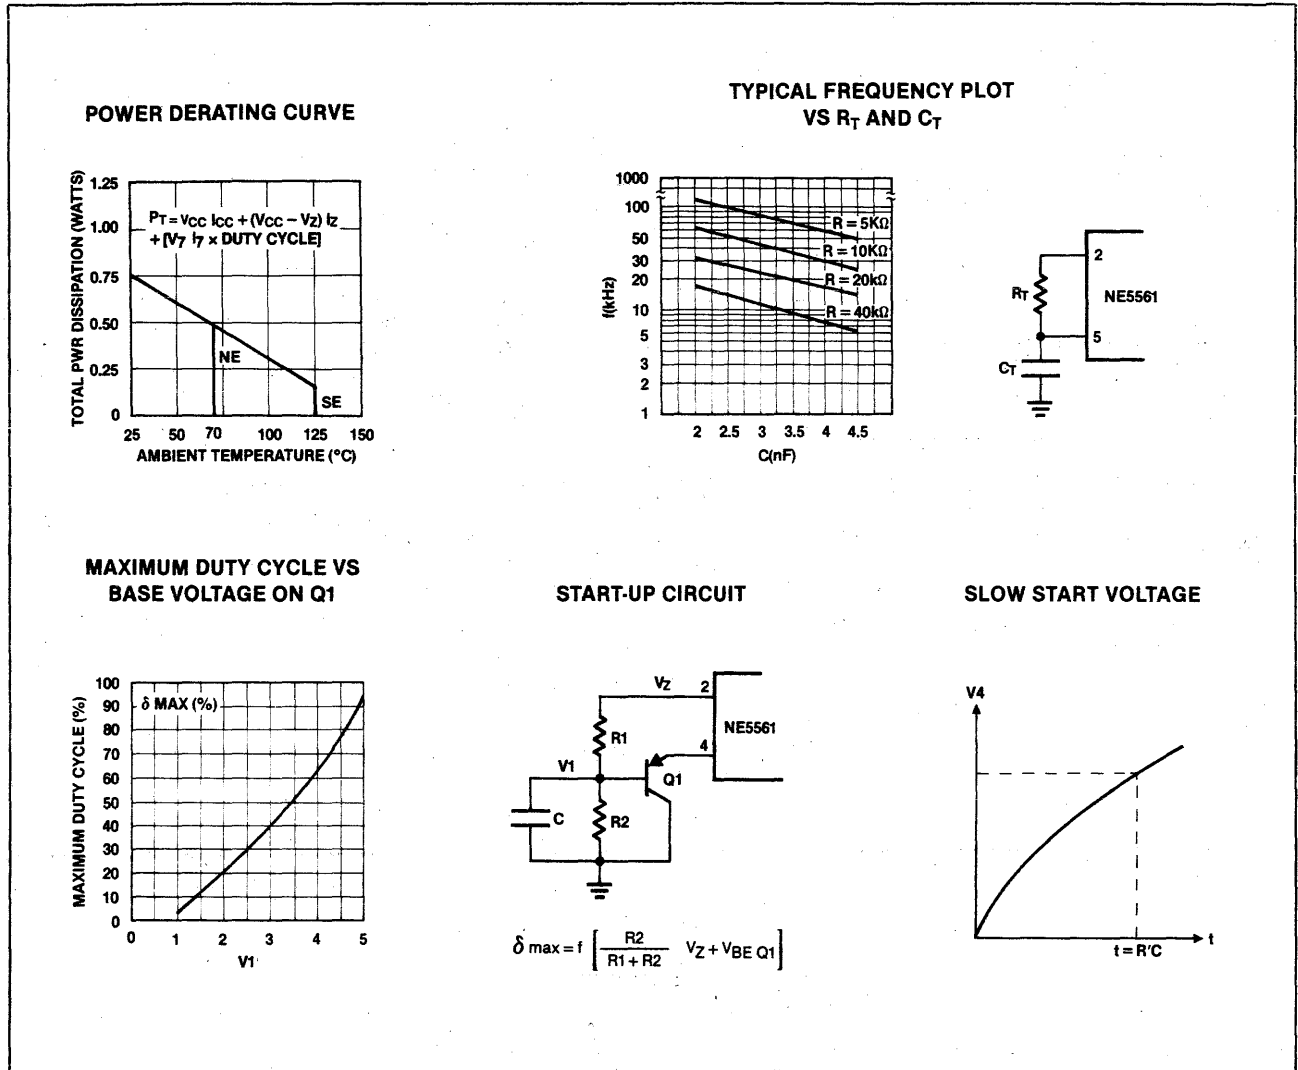 POWER DERATING CURVE
TOTAL PWR DISSIPATION (WATTS)
1.25
1.00
0.75
0.50
0.25
0
PT = VCC ICC + (VCC – VZ) IZ
+ [V7 I7 × DUTY CYCLE]
NE
SE
25 50 70 100 125 150
AMBIENT TEMPERATURE (°C)
TYPICAL FREQUENCY PLOT
VS RT AND CT
f(kHz)
1000
100
50
30
20
10
5
3
2
1
R = 5KΩ
R = 10KΩ
R = 20kΩ
R = 40kΩ
2 2.5 3 3.5 4 4.5
C(nF)
2
RT
NE5561
5
CT
MAXIMUM DUTY CYCLE VS
BASE VOLTAGE ON Q1
MAXIMUM DUTY CYCLE (%)
100
90
80
70
60
50
40
30
20
10
0
δ MAX (%)
0 1 2 3 4 5
V1
START-UP CIRCUIT
VZ
2
R1
NE5561
4
V1
Q1
C
R2
δ max = f [ R2 / R1 + R2 VZ + VBE Q1 ]
SLOW START VOLTAGE
V4
t
t = R'C